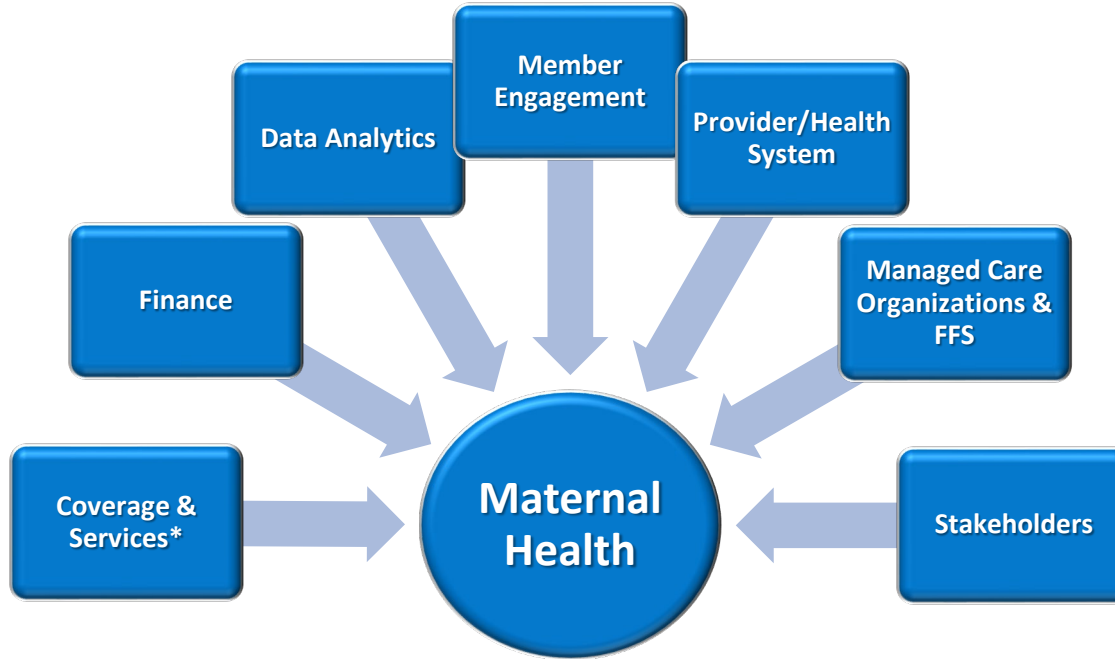 Member
Engagement
Data Analytics
Provider/Health
System
Finance
Managed Care
Organizations &
FFS
Coverage &
Services*
Maternal
Health
Stakeholders